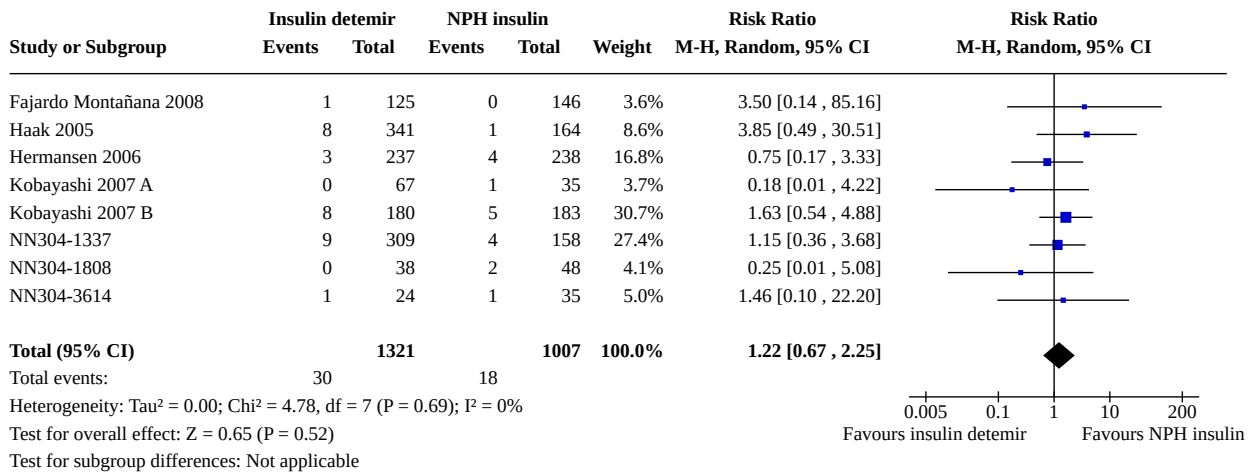 Insulin detemir NPH insulin Risk Ratio Risk Ratio
Study or Subgroup Events Total Events Total Weight M-H, Random, 95% CI M-H, Random, 95% CI
Fajardo Montañana 2008 1 125 0 146 3.6% 3.50 [0.14 , 85.16]
Haak 2005 8 341 1 164 8.6% 3.85 [0.49 , 30.51]
Hermansen 2006 3 237 4 238 16.8% 0.75 [0.17 , 3.33]
Kobayashi 2007 A 0 67 1 35 3.7% 0.18 [0.01 , 4.22]
Kobayashi 2007 B 8 180 5 183 30.7% 1.63 [0.54 , 4.88]
NN304-1337 9 309 4 158 27.4% 1.15 [0.36 , 3.68]
NN304-1808 0 38 2 48 4.1% 0.25 [0.01 , 5.08]
NN304-3614 1 24 1 35 5.0% 1.46 [0.10 , 22.20]
Total (95% CI) 1321 1007 100.0% 1.22 [0.67 , 2.25]
Total events: 30 18
Heterogeneity: Tau² = 0.00; Chi² = 4.78, df = 7 (P = 0.69); I² = 0%
0.005 0.1 1 10 200
Test for overall effect: Z = 0.65 (P = 0.52)
Favours insulin detemir Favours NPH insulin
Test for subgroup differences: Not applicable